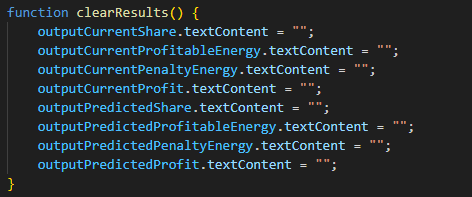 function clearResults() {
    outputCurrentShare.textContent = "";
    outputCurrentProfitableEnergy.textContent = "";
    outputCurrentPenaltyEnergy.textContent = "";
    outputCurrentProfit.textContent = "";
    outputPredictedShare.textContent = "";
    outputPredictedProfitableEnergy.textContent = "";
    outputPredictedPenaltyEnergy.textContent = "";
    outputPredictedProfit.textContent = "";
}